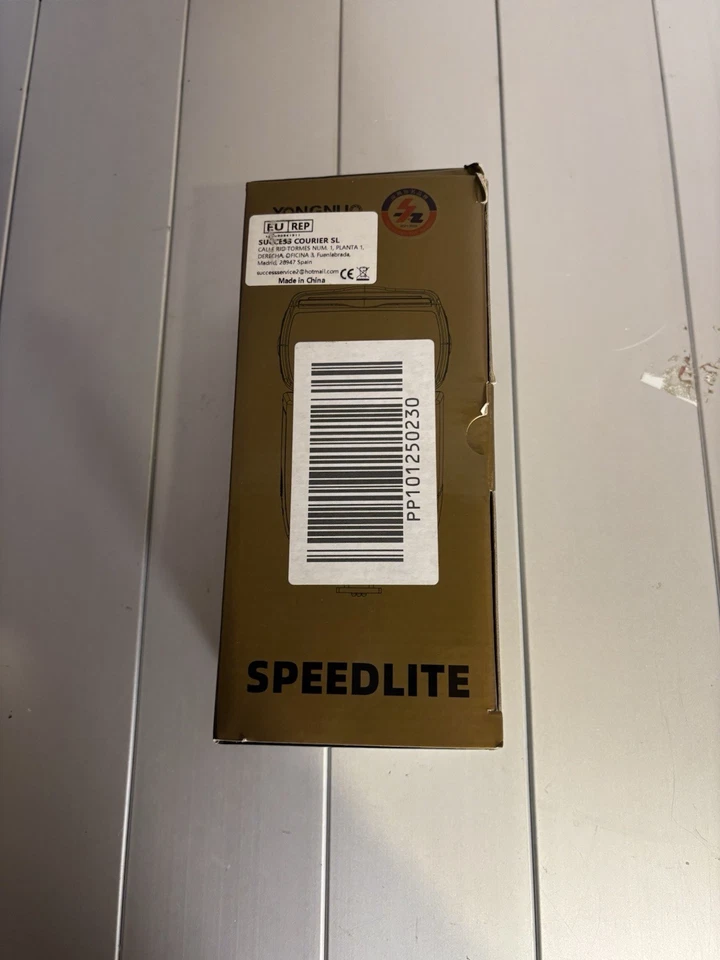 YONGNUO
EU REP
SUCCESS COURIER SL
CALLE RIO TORMES NUM. 1, PLANTA 1,
DERECHA, OFICINA 3, Fuenlabrada,
Madrid, 28947 Spain
successservice2@hotmail.com CE
Made in China
PP101250230
SPEEDLITE